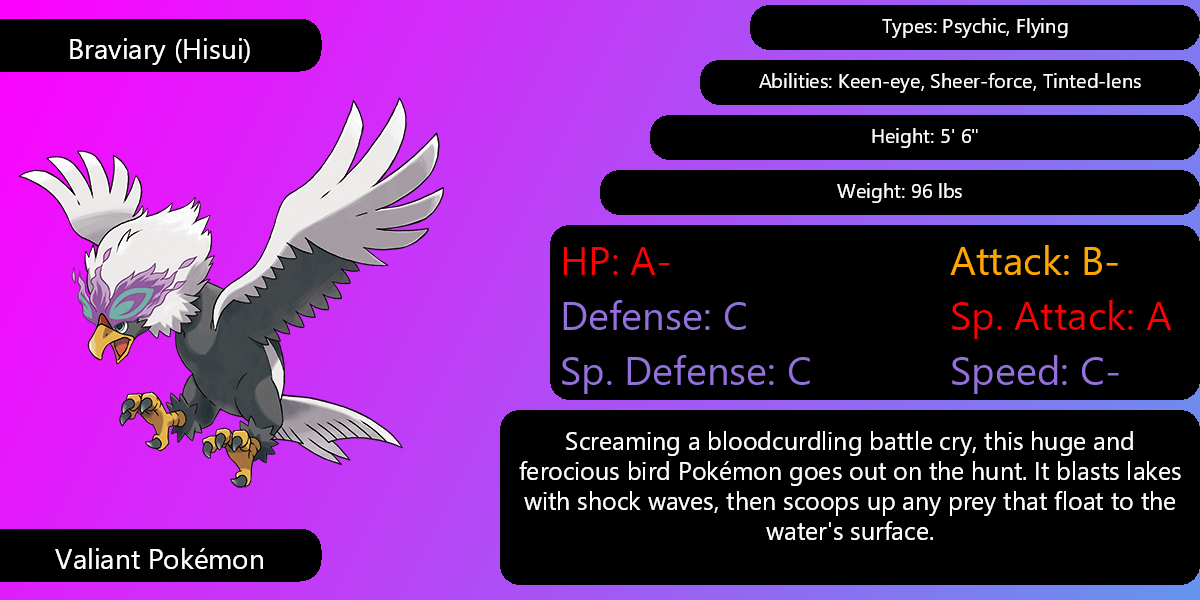 Braviary (Hisui)
Types: Psychic, Flying
Abilities: Keen-eye, Sheer-force, Tinted-lens
Height: 5' 6"
Weight: 96 lbs
HP: A-
Attack: B-
Defense: C
Sp. Attack: A
Sp. Defense: C
Speed: C-
Screaming a bloodcurdling battle cry, this huge and
ferocious bird Pokémon goes out on the hunt. It blasts lakes
with shock waves, then scoops up any prey that float to the
water's surface.
Valiant Pokémon